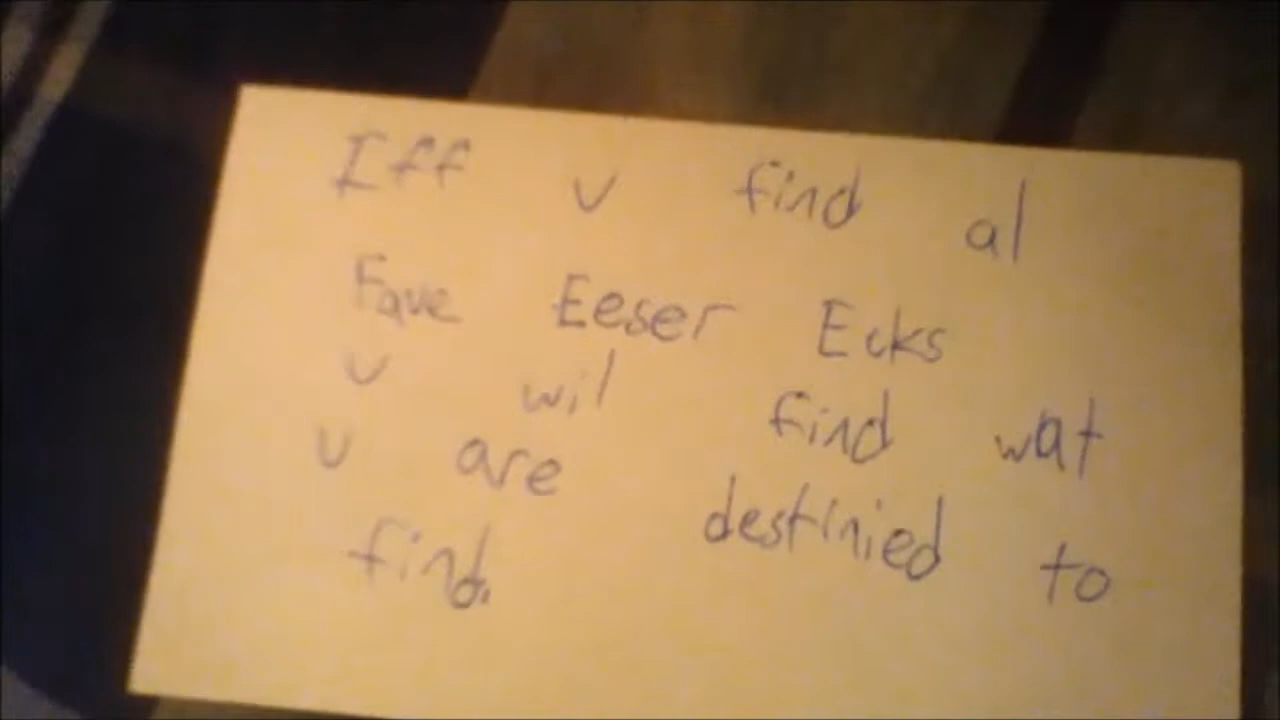 Iff u find al
Fave Eeser Ecks
u wil find wat
u are destinied to
find.